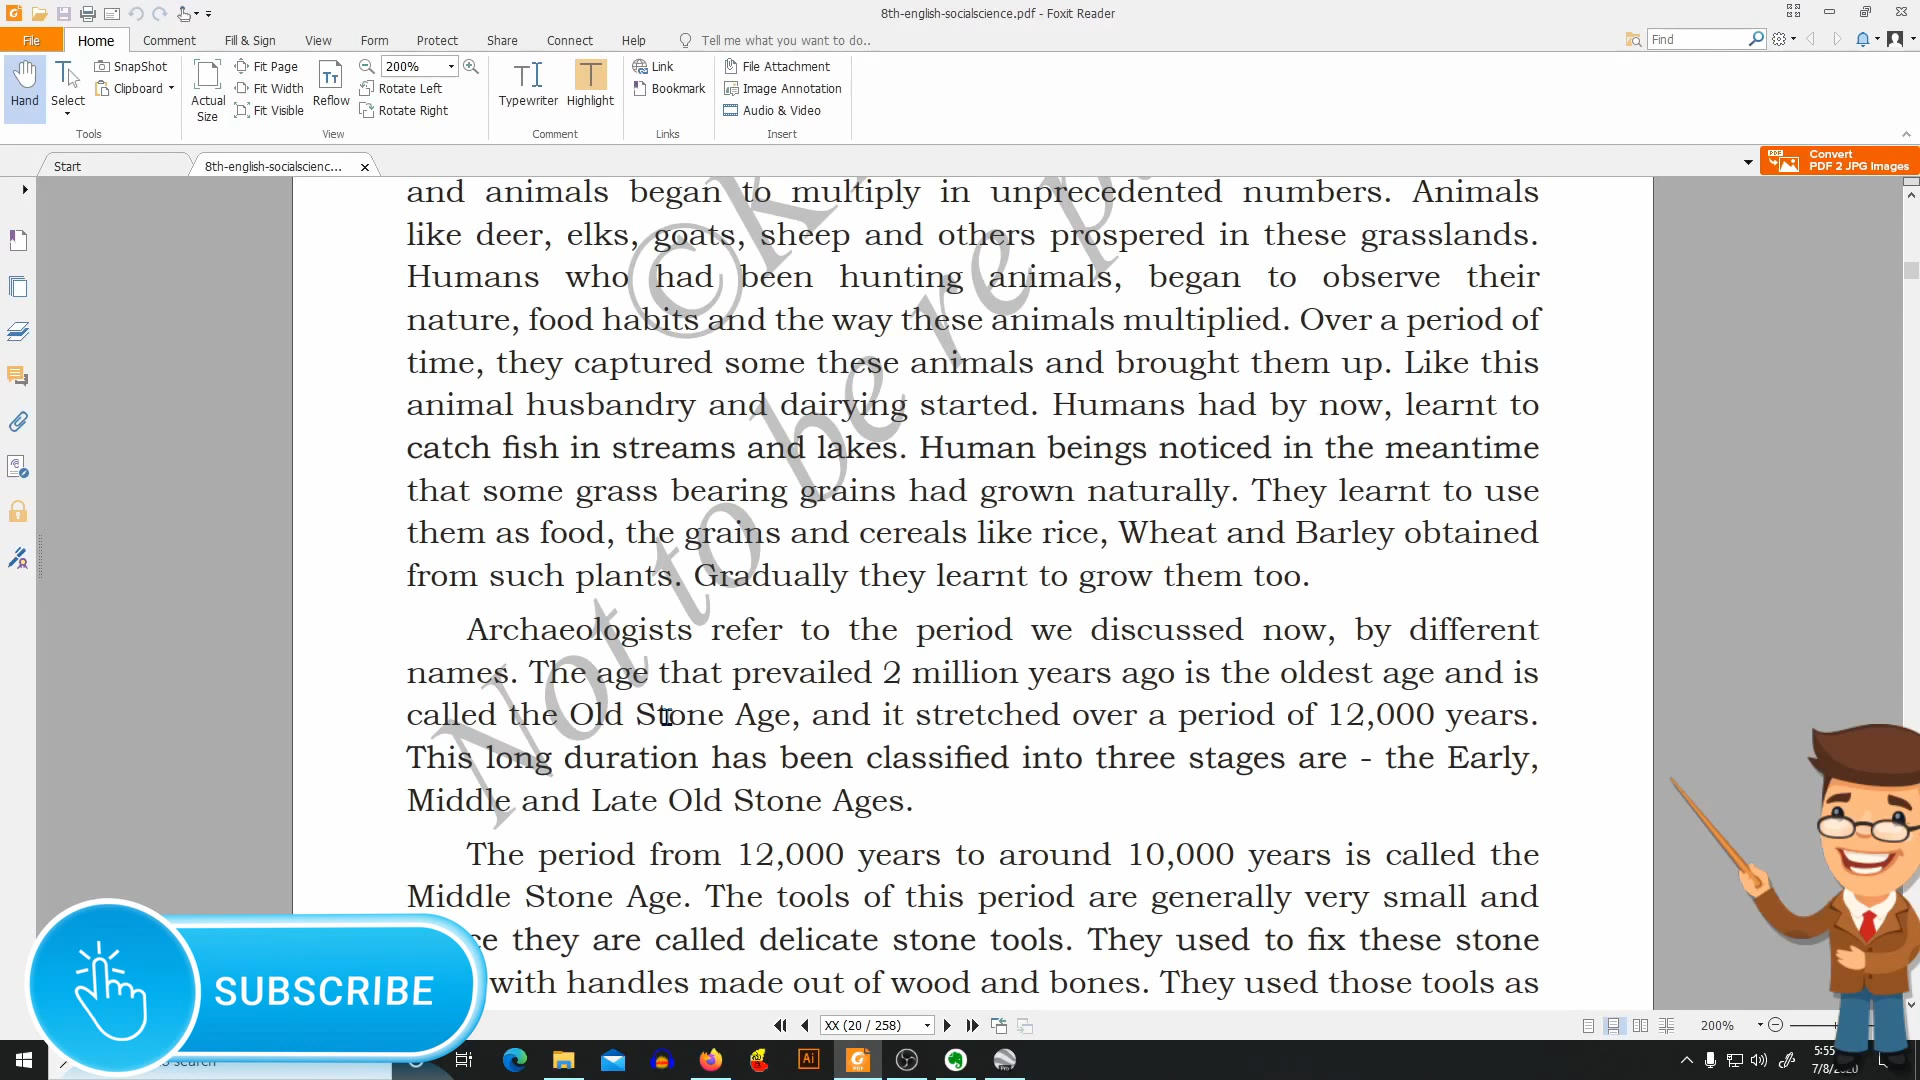 8th-english-socialscience.pdf - Foxit Reader
File Home Comment Fill & Sign View Form Protect Share Connect Help Tell me what you want to do.. Find
Hand
Select
SnapShot
Clipboard
Tools
Actual Size
Fit Page
Fit Width
Fit Visible
Reflow
200%
Rotate Left
Rotate Right
View
Typewriter
Highlight
Comment
Link
Bookmark
Links
File Attachment
Image Annotation
Audio & Video
Insert
Start
8th-english-socialscienc...
Convert
PDF 2 JPG Images
and animals began to multiply in unprecedented numbers. Animals
like deer, elks, goats, sheep and others prospered in these grasslands.
Humans who had been hunting animals, began to observe their
nature, food habits and the way these animals multiplied. Over a period of
time, they captured some these animals and brought them up. Like this
animal husbandry and dairying started. Humans had by now, learnt to
catch fish in streams and lakes. Human beings noticed in the meantime
that some grass bearing grains had grown naturally. They learnt to use
them as food, the grains and cereals like rice, Wheat and Barley obtained
from such plants. Gradually they learnt to grow them too.
Archaeologists refer to the period we discussed now, by different
names. The age that prevailed 2 million years ago is the oldest age and is
called the Old Stone Age, and it stretched over a period of 12,000 years.
This long duration has been classified into three stages are - the Early,
Middle and Late Old Stone Ages.
The period from 12,000 years to around 10,000 years is called the
Middle Stone Age. The tools of this period are generally very small and
they are called delicate stone tools. They used to fix these stone
with handles made out of wood and bones. They used those tools as
©K
Not to be re p
SUBSCRIBE
XX (20 / 258)
200%
search
5:55
7/8/2020